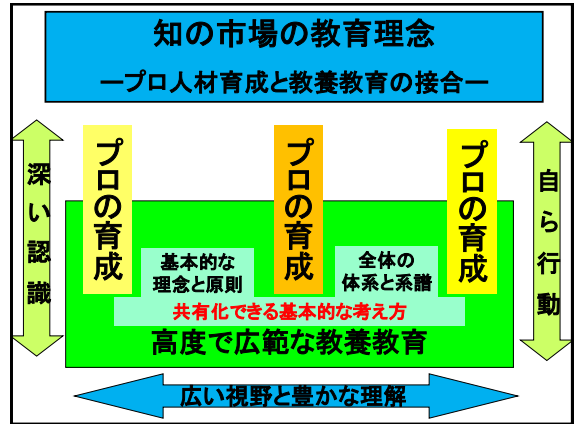 知の市場の教育理念
―プロ人材育成と教養教育の接合―
深い認識
プロの育成
プロの育成
プロの育成
自ら行動
基本的な
理念と原則
全体の
体系と系譜
共有化できる基本的な考え方
高度で広範な教養教育
広い視野と豊かな理解